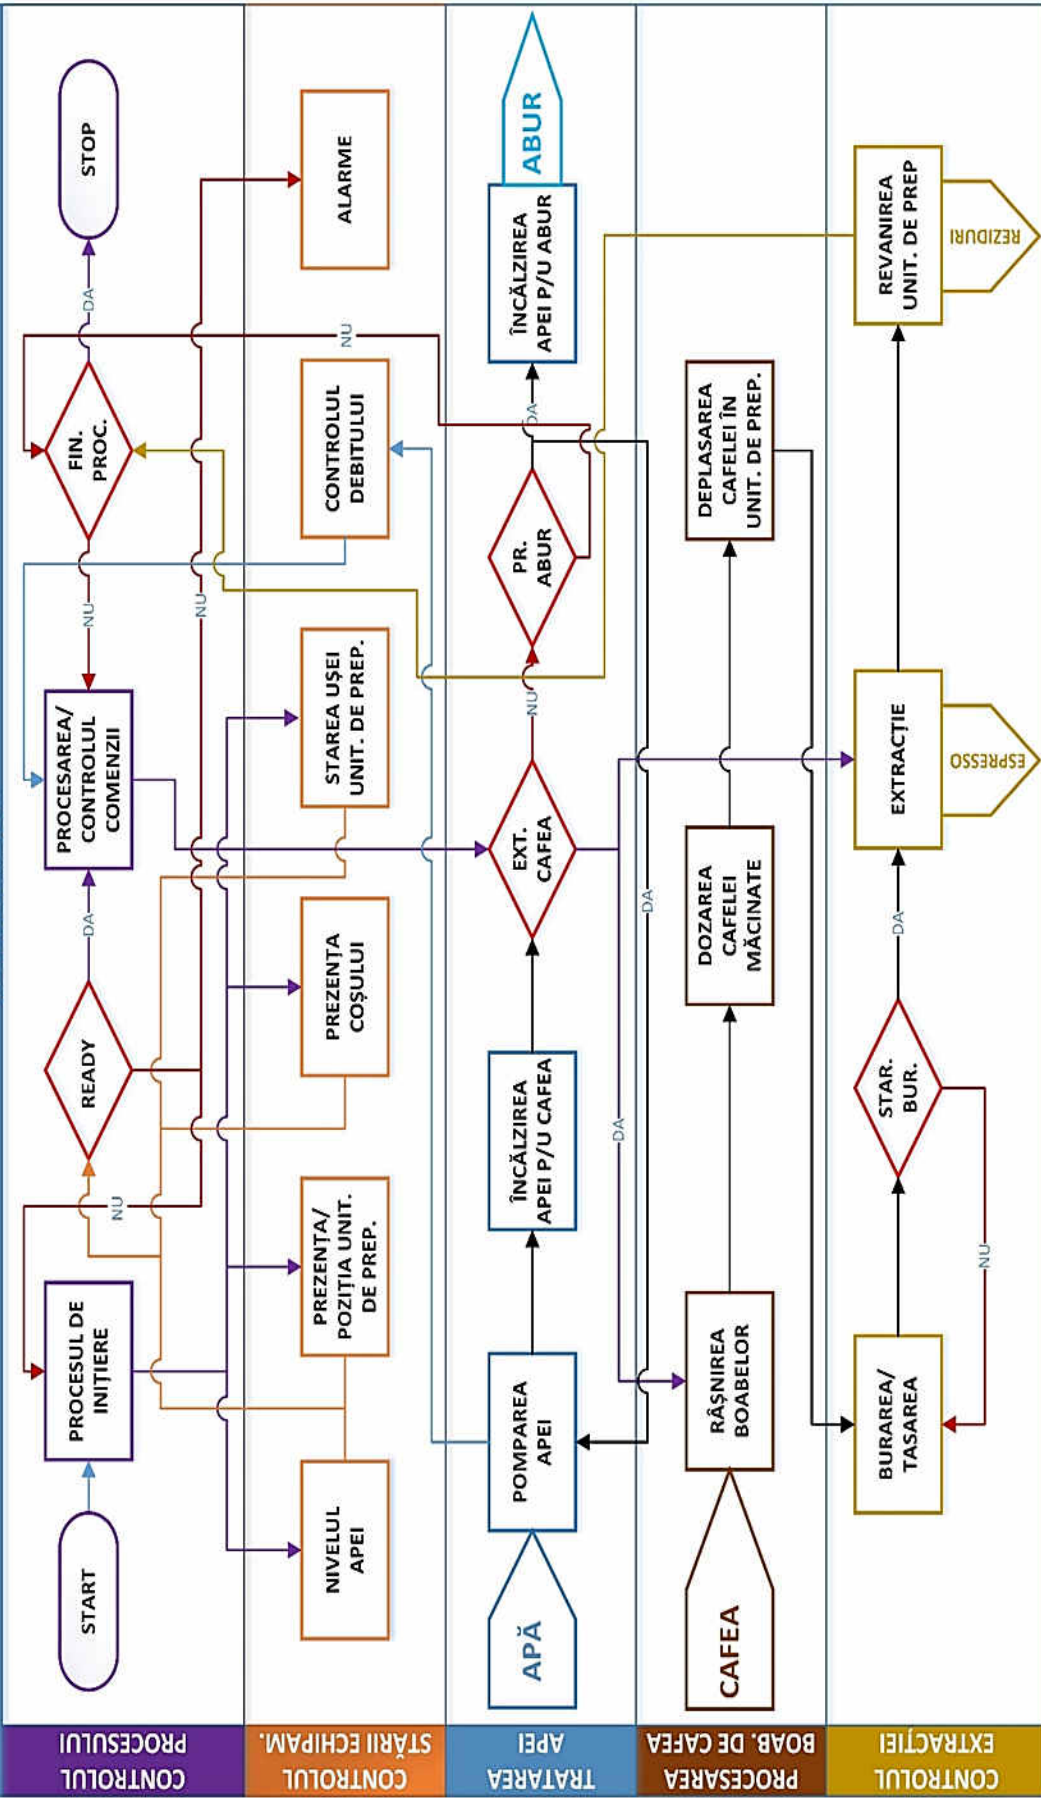 CONTROLUL
PROCESULUI
START
PROCESUL DE
INIȚIERE
NU
READY
DA
PROCESAREA/
CONTROLUL
COMENZII
NU
NU
FIN.
PROC.
DA
STOP
CONTROLUL
STĂRII ECHIPAM.
NIVELUL
APEI
PREZENȚA/
POZIȚIA UNIT.
DE PREP.
PREZENȚA
COȘULUI
STAREA UȘEI
UNIT. DE PREP.
CONTROLUL
DEBITULUI
NU
ALARME
TRATAREA
APEI
APĂ
POMPAREA
APEI
ÎNCĂLZIREA
APEI P/U CAFEA
EXT.
CAFEA
NU
PR.
ABUR
DA
ÎNCĂLZIREA
APEI P/U ABUR
ABUR
DA
DA
PROCESAREA
BOAB. DE CAFEA
CAFEA
RÂȘNIREA
BOABELOR
DOZAREA
CAFELEI
MĂCINATE
DEPLASAREA
CAFELEI ÎN
UNIT. DE PREP.
CONTROLUL
EXTRACȚIEI
BURAREA/
TASAREA
NU
STAR.
BUR.
DA
EXTRACȚIE
ESPRESSO
REVANIREA
UNIT. DE PREP
REZIDURI